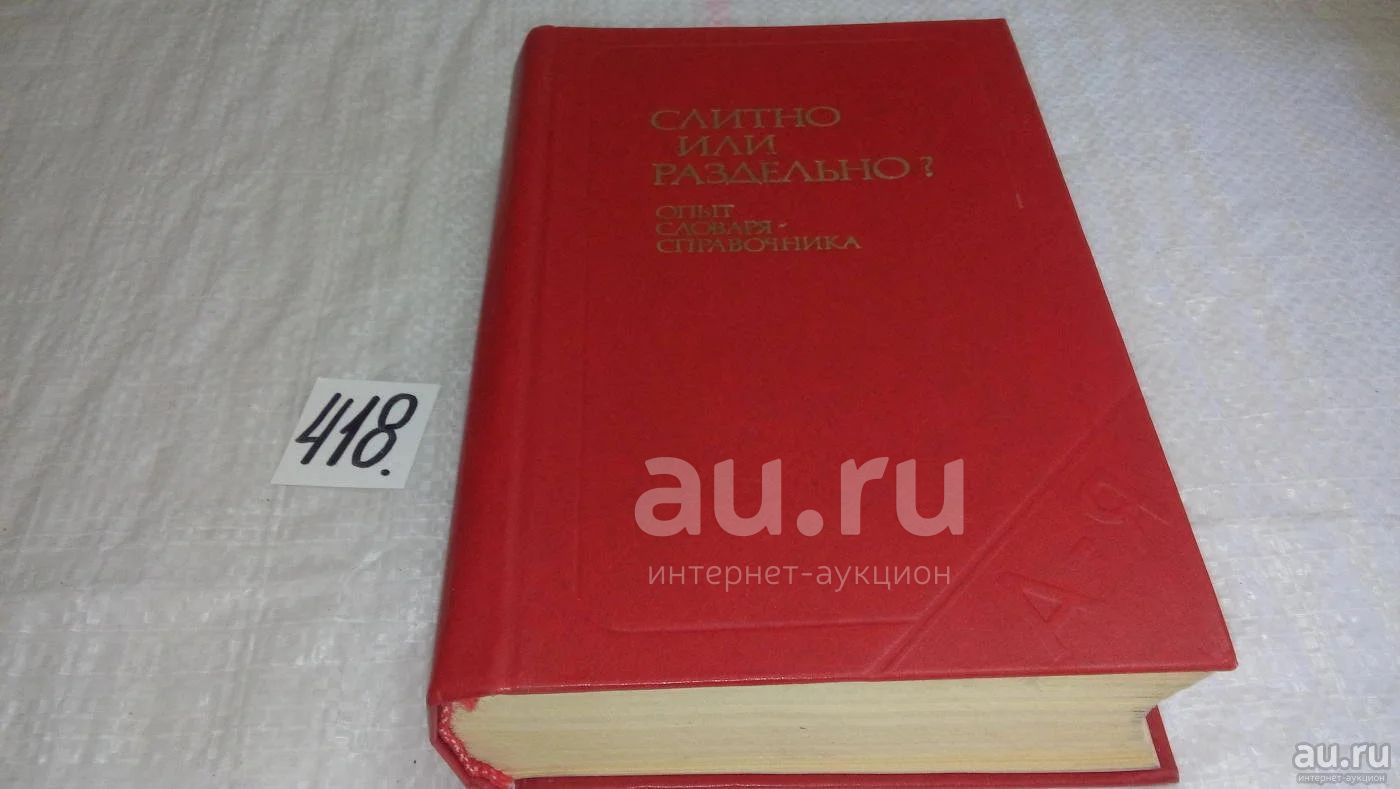 СЛИТНО
ИЛИ
РАЗДЕЛЬНО?
ОПЫТ
СЛОВАРЯ-
СПРАВОЧНИКА
418.
au.ru
интернет-аукцион
А Я
au.ru
интернет-аукцион